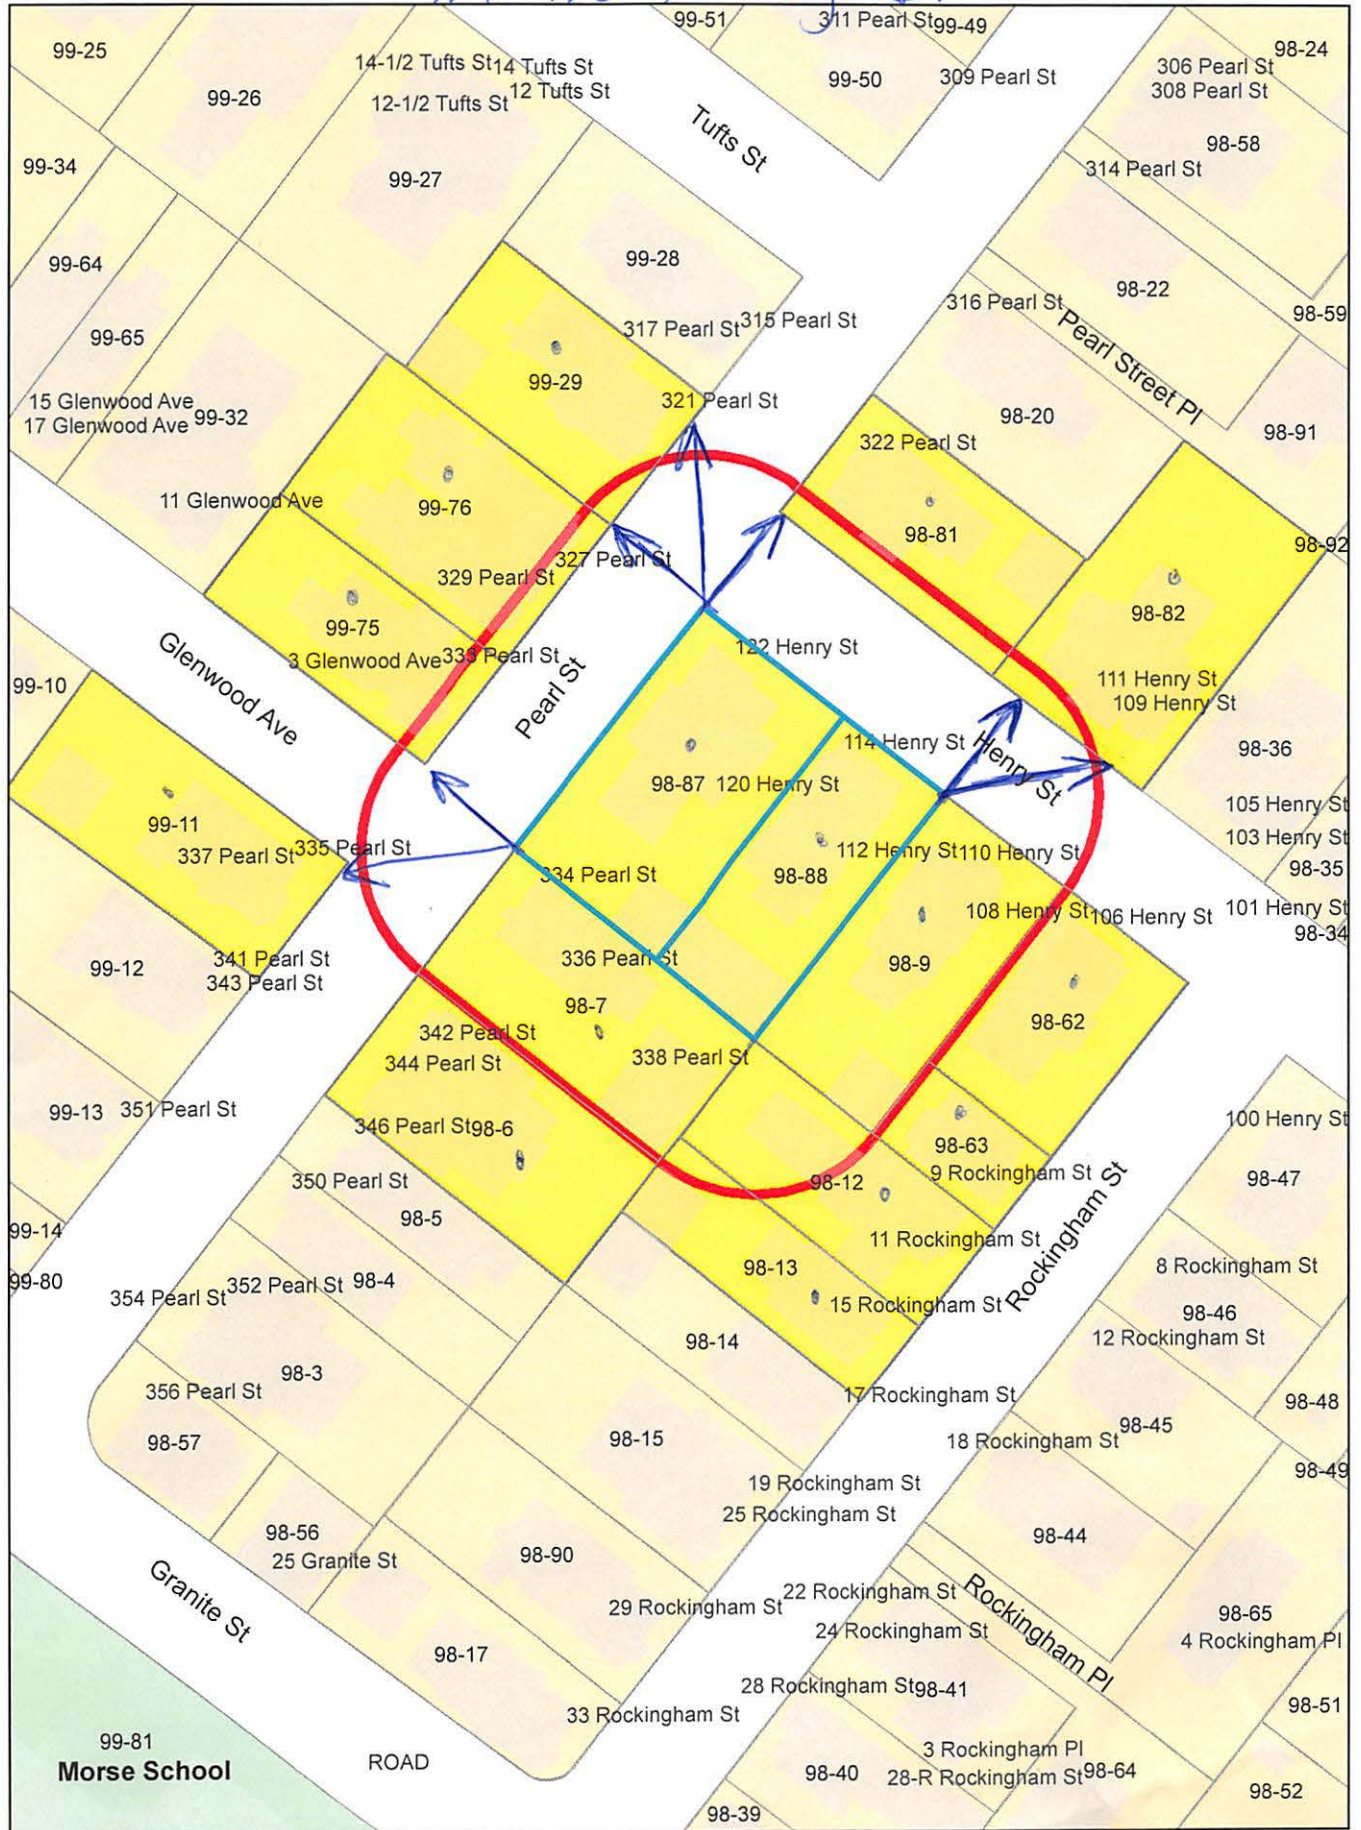 99-51
311 Pearl St
99-49
99-25
14-1/2 Tufts St
14 Tufts St
99-50
309 Pearl St
306 Pearl St
98-24
99-26
12-1/2 Tufts St
12 Tufts St
308 Pearl St
Tufts St
98-58
99-34
99-27
314 Pearl St
99-64
99-28
98-22
316 Pearl St
98-59
99-65
317 Pearl St
315 Pearl St
Pearl Street Pl
99-29
15 Glenwood Ave
99-32
321 Pearl St
98-20
17 Glenwood Ave
322 Pearl St
98-91
11 Glenwood Ave
99-76
98-81
98-92
327 Pearl St
329 Pearl St
98-82
99-75
3 Glenwood Ave
333 Pearl St
122 Henry St
Glenwood Ave
99-10
Pearl St
111 Henry St
109 Henry St
114 Henry St
Henry St
98-36
98-87
120 Henry St
105 Henry St
99-11
337 Pearl St
335 Pearl St
112 Henry St
110 Henry St
103 Henry St
334 Pearl St
98-88
98-35
108 Henry St
106 Henry St
101 Henry St
98-34
341 Pearl St
336 Pearl St
98-9
99-12
343 Pearl St
98-7
98-62
342 Pearl St
338 Pearl St
344 Pearl St
99-13
351 Pearl St
346 Pearl St
98-6
98-63
100 Henry St
350 Pearl St
98-12
9 Rockingham St
98-47
98-5
99-14
11 Rockingham St
Rockingham St
99-80
352 Pearl St
98-4
98-13
8 Rockingham St
354 Pearl St
15 Rockingham St
98-46
98-14
12 Rockingham St
98-3
356 Pearl St
17 Rockingham St
98-48
98-57
98-15
18 Rockingham St
98-45
19 Rockingham St
98-49
25 Rockingham St
98-56
25 Granite St
98-90
98-44
Granite St
29 Rockingham St
22 Rockingham St
Rockingham Pl
98-65
24 Rockingham St
4 Rockingham Pl
98-17
28 Rockingham St
98-41
98-51
33 Rockingham St
99-81
Morse School
ROAD
3 Rockingham Pl
98-40
28-R Rockingham St
98-64
98-52
98-39